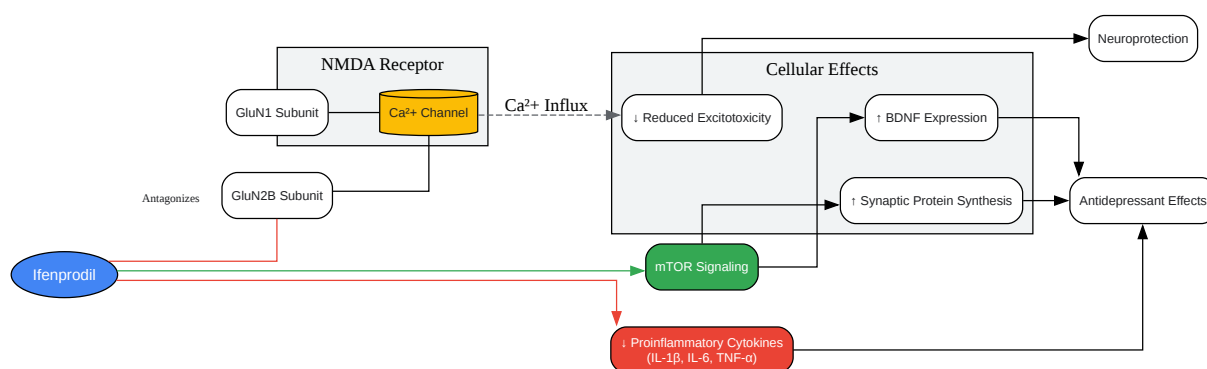 Neuroprotection
NMDA Receptor
Cellular Effects
GluN1 Subunit
Ca²+ Channel
Ca²+ Influx
↓ Reduced Excitotoxicity
↑ BDNF Expression
Antagonizes
GluN2B Subunit
↑ Synaptic Protein Synthesis
Antidepressant Effects
Ifenprodil
mTOR Signaling
↓ Proinflammatory Cytokines
(IL-1β, IL-6, TNF-α)